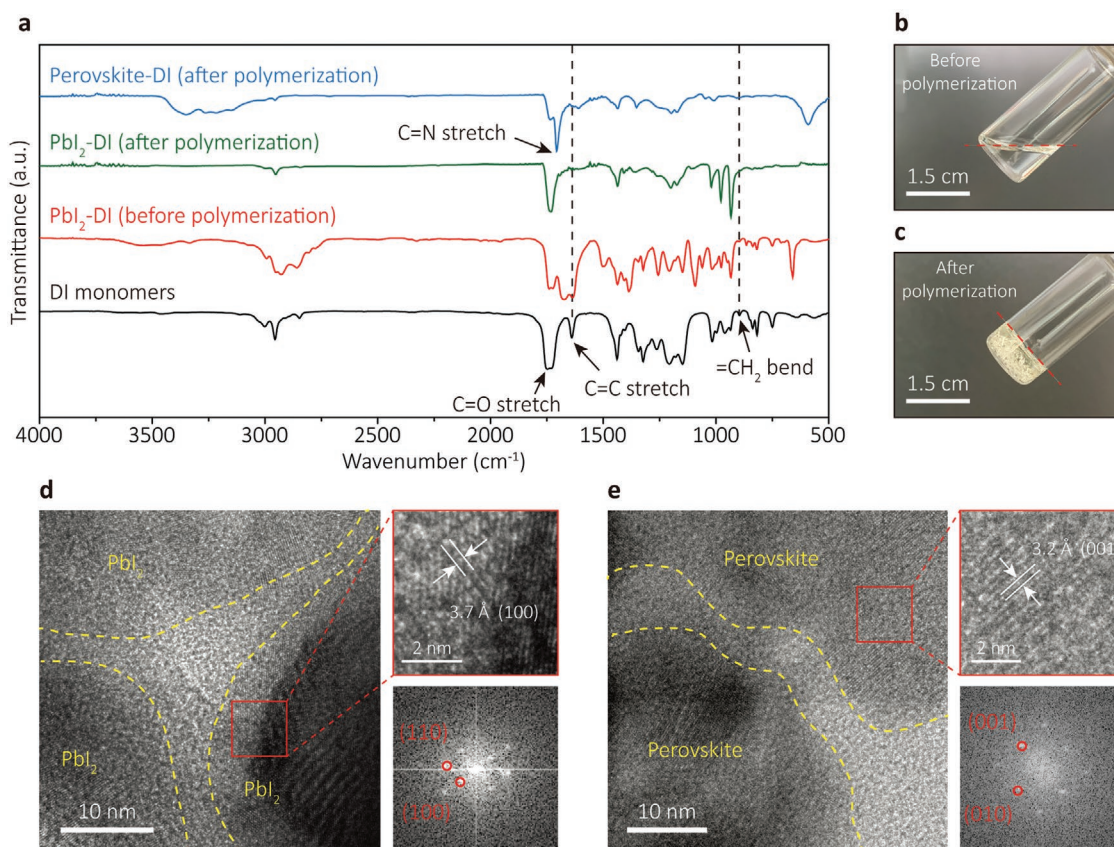 a
Perovskite-DI (after polymerization)
C=N stretch
PbI₂-DI (after polymerization)
PbI₂-DI (before polymerization)
DI monomers
=CH₂ bend
C=C stretch
C=O stretch
Transmittance (a.u.)
4000 3500 3000 2500 2000 1500 1000 500
Wavenumber (cm⁻¹)
b
Before
polymerization
1.5 cm
c
After
polymerization
1.5 cm
d
PbI₂
PbI₂
PbI₂
10 nm
3.7 Å (100)
2 nm
(110)
(100)
e
Perovskite
Perovskite
10 nm
3.2 Å (001
2 nm
(001)
(010)